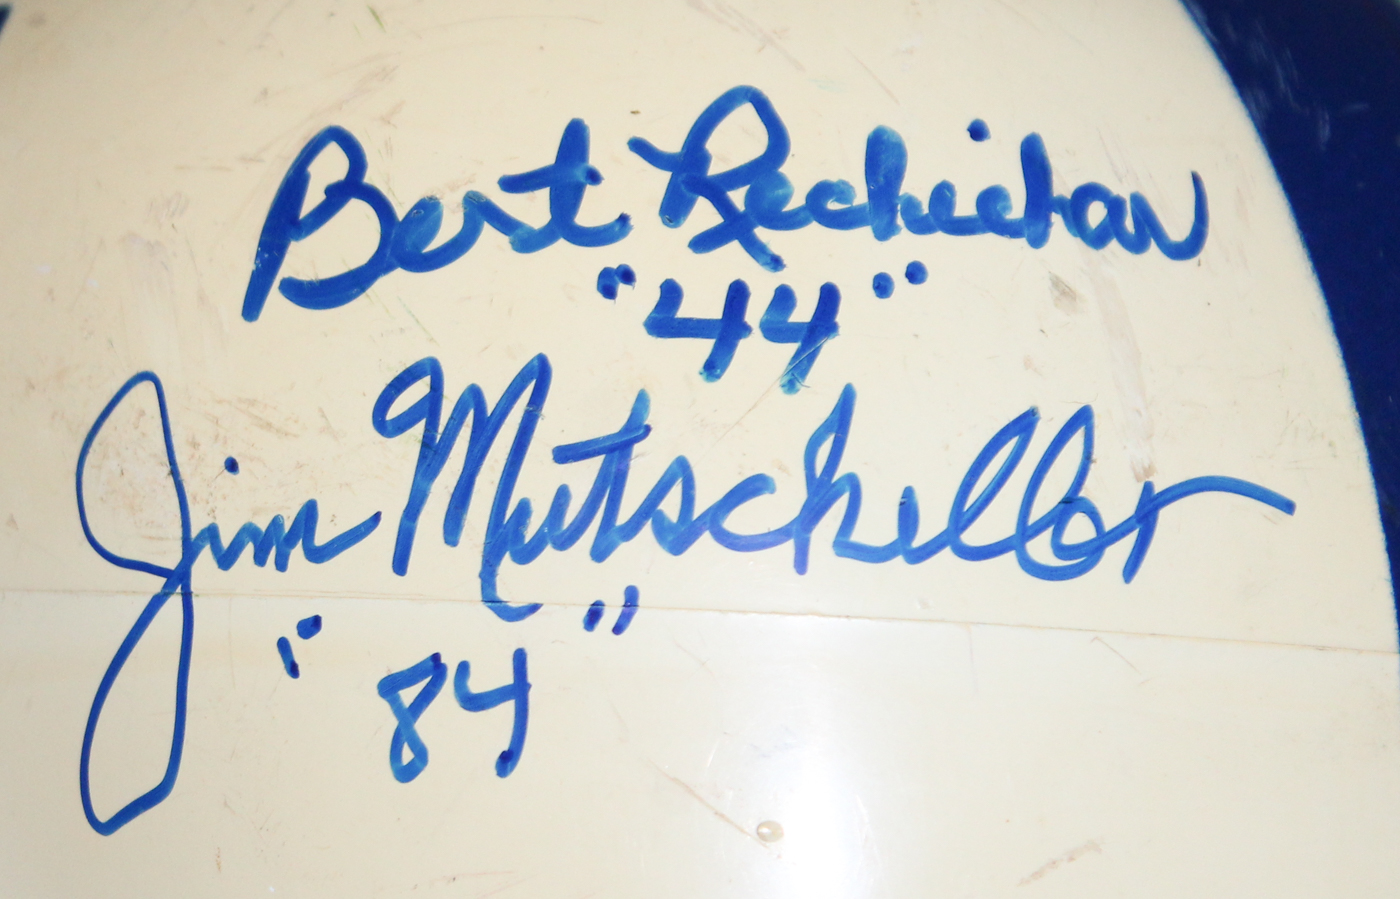 Bert Rechichar
"44"
Jim Mutscheller
"84"